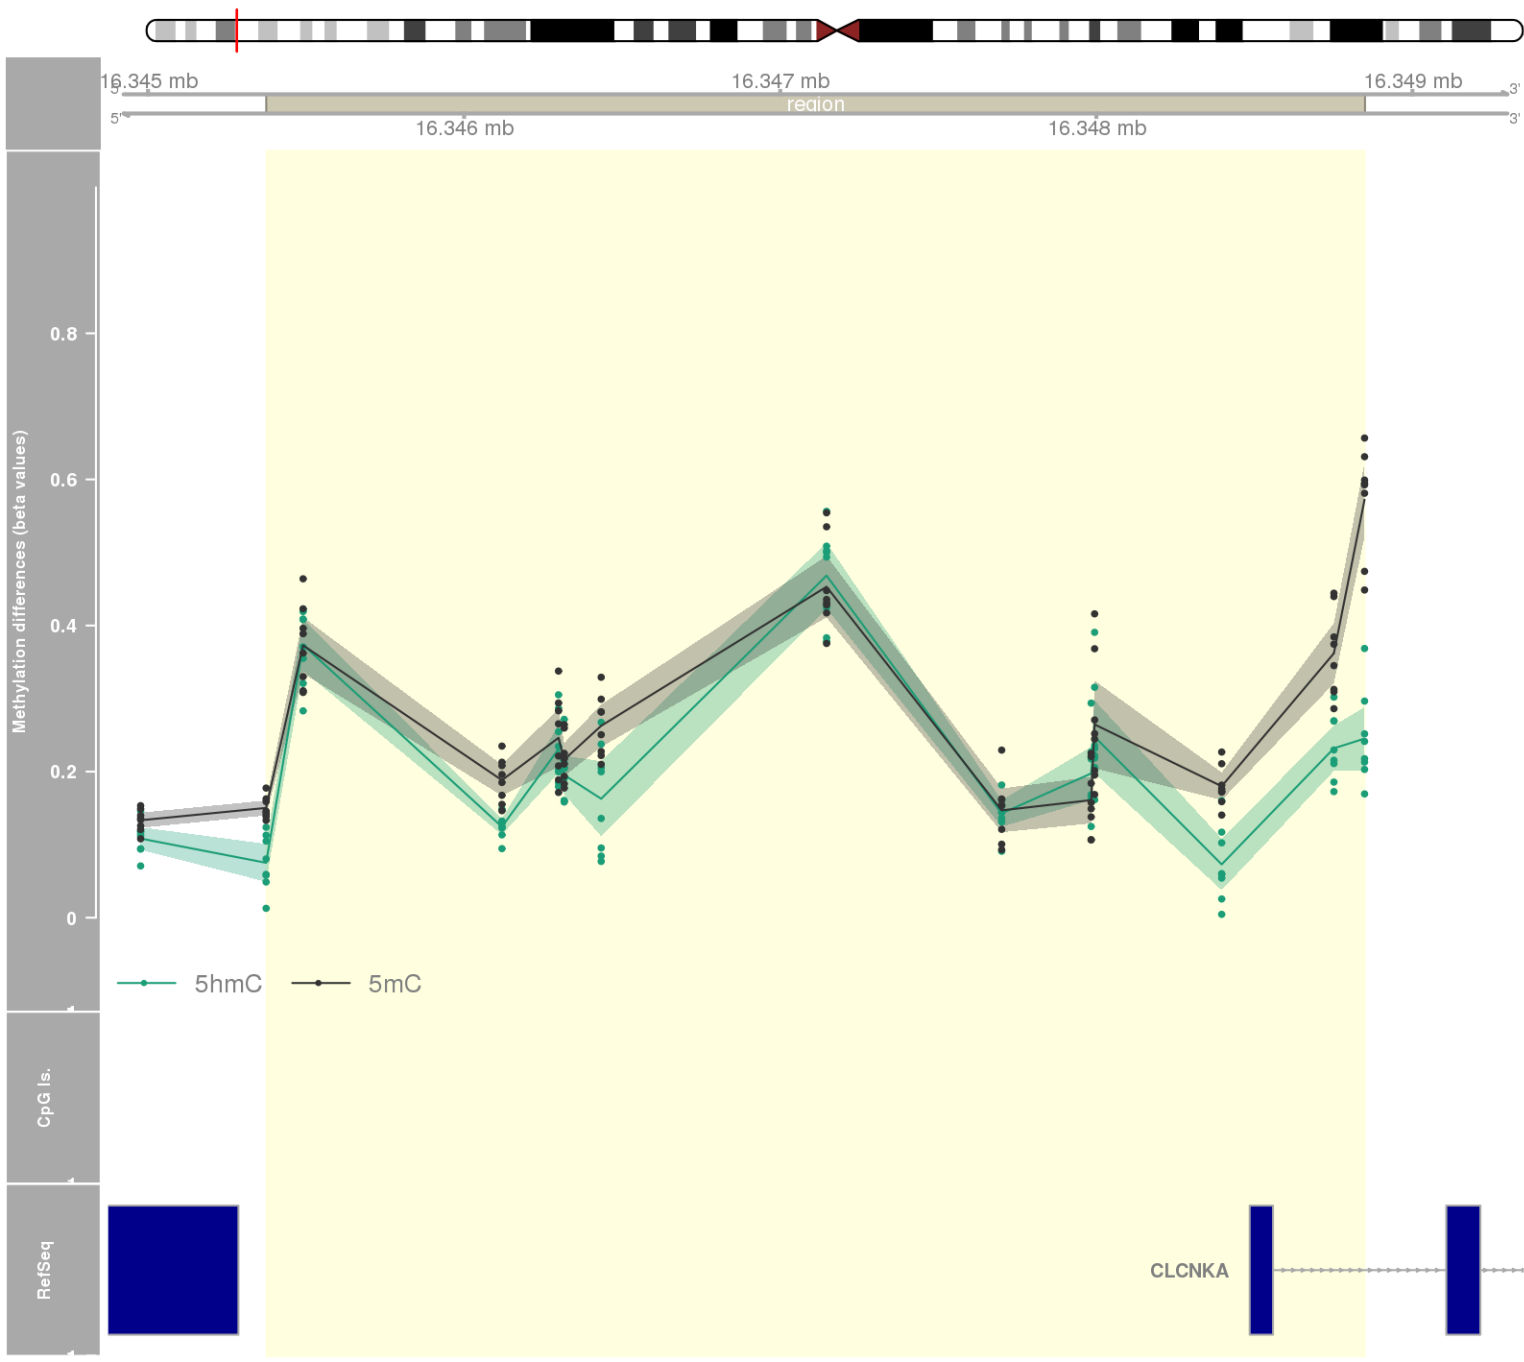 16.345 mb
16.347 mb
16.349 mb
5'
3'
region
5'
3'
16.346 mb
16.348 mb
Methylation differences (beta values)
0.8
0.6
0.4
0.2
0
5hmC
5mC
CpG Is.
RefSeq
CLCNKA